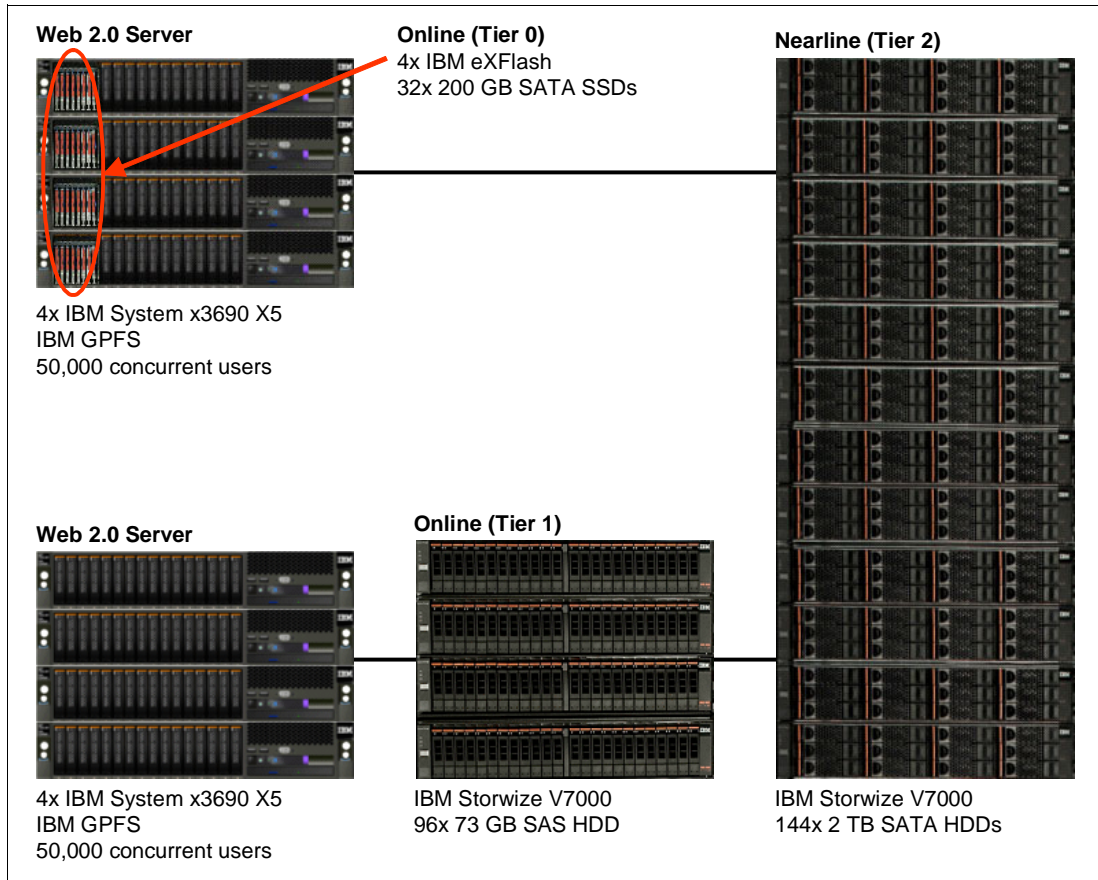 Web 2.0 Server
Online (Tier 0)
4x IBM eXFlash
32x 200 GB SATA SSDs
Nearline (Tier 2)
4x IBM System x3690 X5
IBM GPFS
50,000 concurrent users
Web 2.0 Server
Online (Tier 1)
4x IBM System x3690 X5
IBM GPFS
50,000 concurrent users
IBM Storwize V7000
96x 73 GB SAS HDD
IBM Storwize V7000
144x 2 TB SATA HDDs